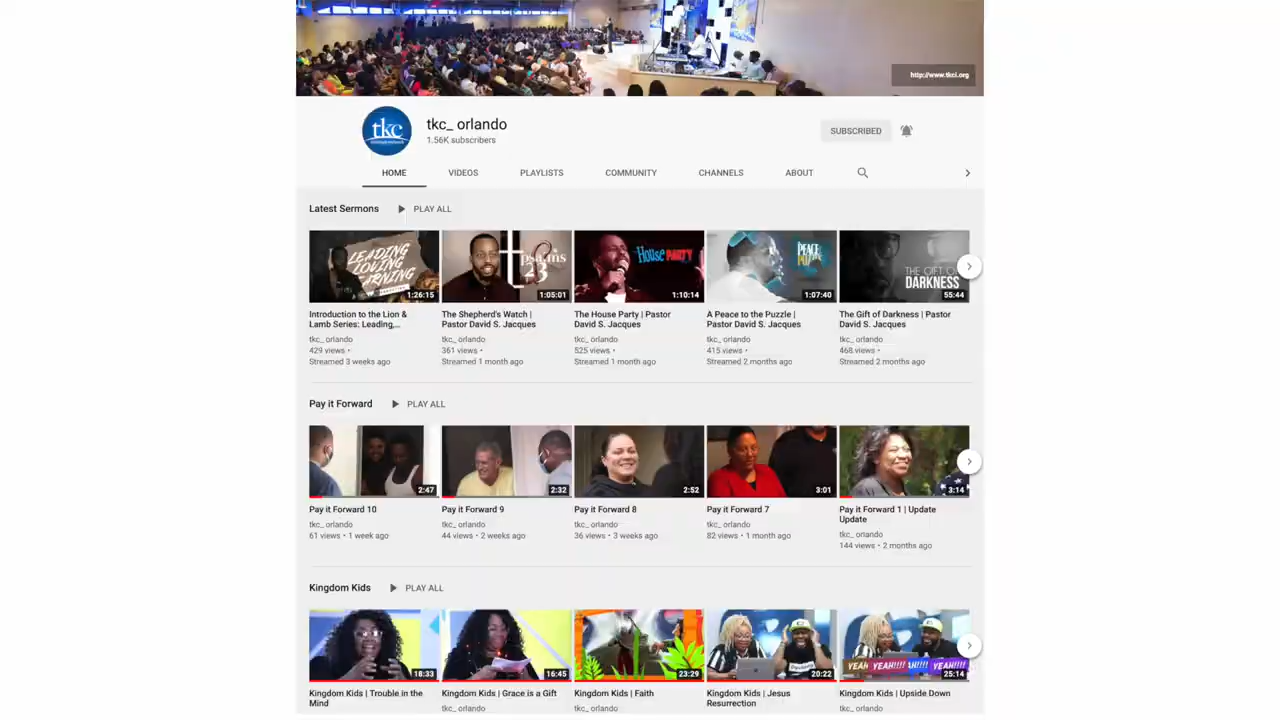 http://www.tkci.org
tkc
tkc_ orlando
1.56K subscribers
SUBSCRIBED
HOME VIDEOS PLAYLISTS COMMUNITY CHANNELS ABOUT
Latest Sermons PLAY ALL
LEADING
LOVING
1:26:15
psalms
23
1:05:01
House PARTY
1:10:14
PEACE
1:07:40
THE GIFT OF
DARKNESS
55:44
Introduction to the Lion &
Lamb Series: Leading,...
tkc_ orlando
429 views •
Streamed 3 weeks ago
The Shepherd's Watch |
Pastor David S. Jacques
tkc_ orlando
361 views •
Streamed 1 month ago
The House Party | Pastor
David S. Jacques
tkc_ orlando
525 views •
Streamed 1 month ago
A Peace to the Puzzle |
Pastor David S. Jacques
tkc_ orlando
415 views •
Streamed 2 months ago
The Gift of Darkness | Pastor
David S. Jacques
tkc_ orlando
468 views •
Streamed 2 months ago
Pay it Forward PLAY ALL
2:47
2:32
2:52
3:01
3:14
Pay it Forward 10
tkc_ orlando
61 views • 1 week ago
Pay it Forward 9
tkc_ orlando
44 views • 2 weeks ago
Pay it Forward 8
tkc_ orlando
36 views • 3 weeks ago
Pay it Forward 7
tkc_ orlando
82 views • 1 month ago
Pay it Forward 1 | Update
Update
tkc_ orlando
144 views • 2 months ago
Kingdom Kids PLAY ALL
18:33
16:45
23:29
20:22
YEAH!!!!
YEAH!!!!
25:14
Kingdom Kids | Trouble in the
Mind
Kingdom Kids | Grace is a Gift
tkc_ orlando
Kingdom Kids | Faith
tkc_ orlando
Kingdom Kids | Jesus
Resurrection
Kingdom Kids | Upside Down
tkc_ orlando